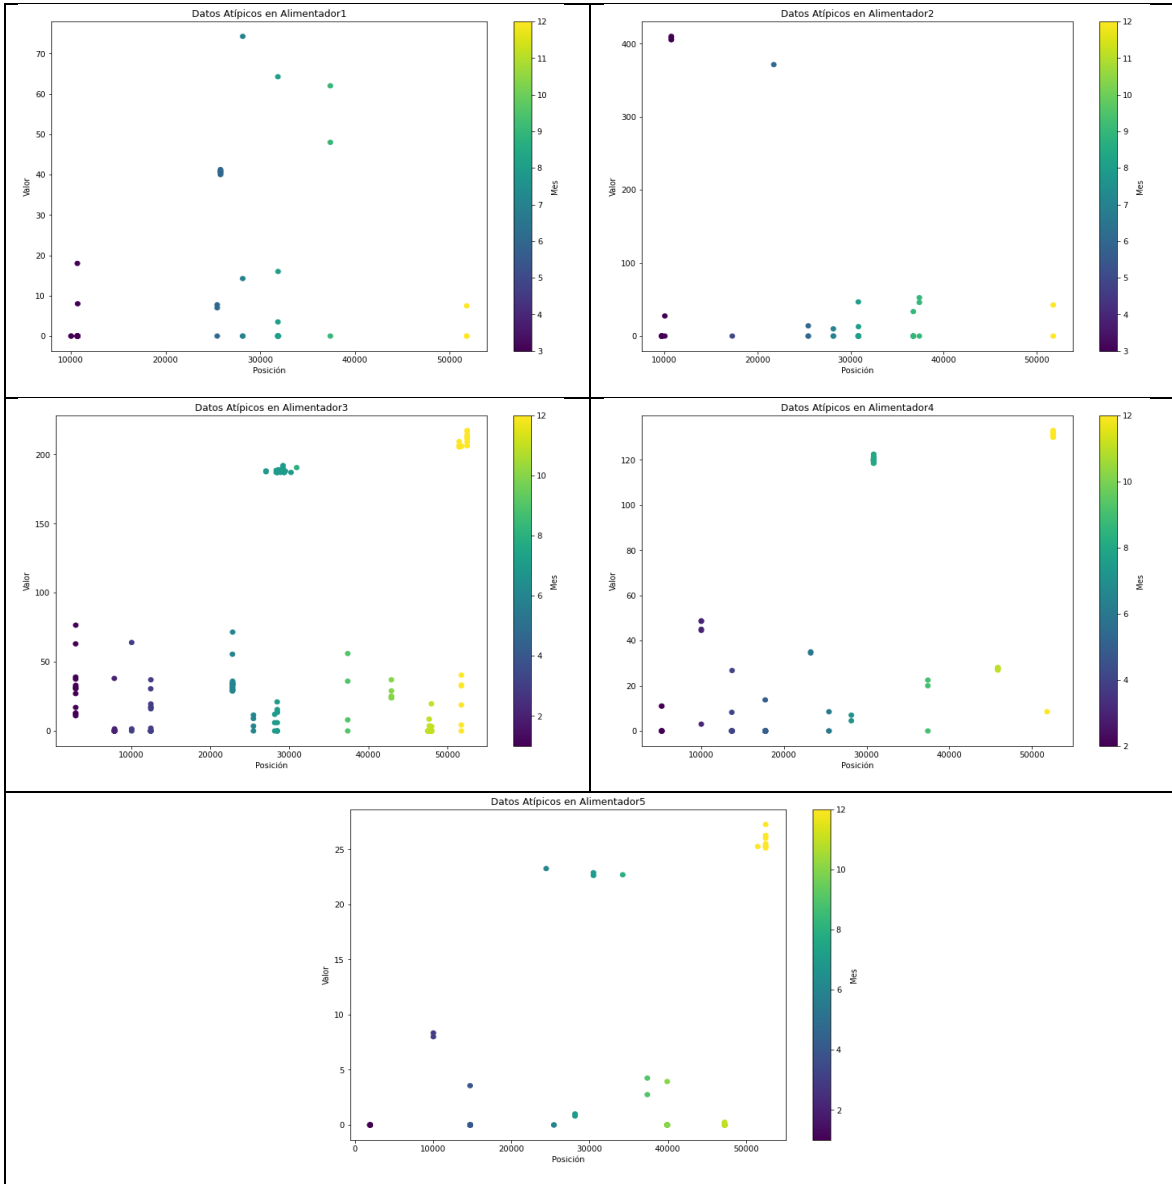 Datos Atípicos en Alimentador1
70
60
50
40
30
20
10
0
Valor
10000 20000 30000 40000 50000
Posición
12
11
10
9
8
7
6
5
4
3
Mes
Datos Atípicos en Alimentador2
400
300
200
100
0
Valor
10000 20000 30000 40000 50000
Posición
12
11
10
9
8
7
6
5
4
3
Mes
Datos Atípicos en Alimentador3
200
150
100
50
0
Valor
10000 20000 30000 40000 50000
Posición
12
10
8
6
4
2
Mes
Datos Atípicos en Alimentador4
120
100
80
60
40
20
0
Valor
10000 20000 30000 40000 50000
Posición
12
10
8
6
4
2
Mes
Datos Atípicos en Alimentador5
25
20
15
10
5
0
Valor
0 10000 20000 30000 40000 50000
Posición
12
10
8
6
4
2
Mes